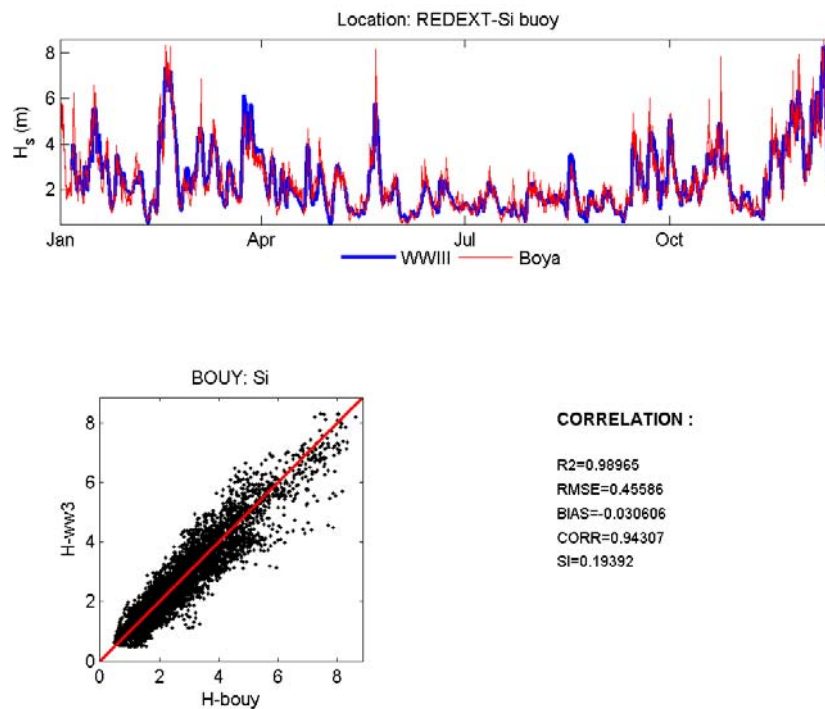 Location: REDEXT-Si buoy
8
6
4
2
H_s (m)
Jan Apr Jul Oct
WWIII Boya
BOUY: Si
8
6
4
2
0
H-ww3
0 2 4 6 8
H-bouy
CORRELATION :
R2=0.98965
RMSE=0.45586
BIAS=-0.030606
CORR=0.94307
SI=0.19392